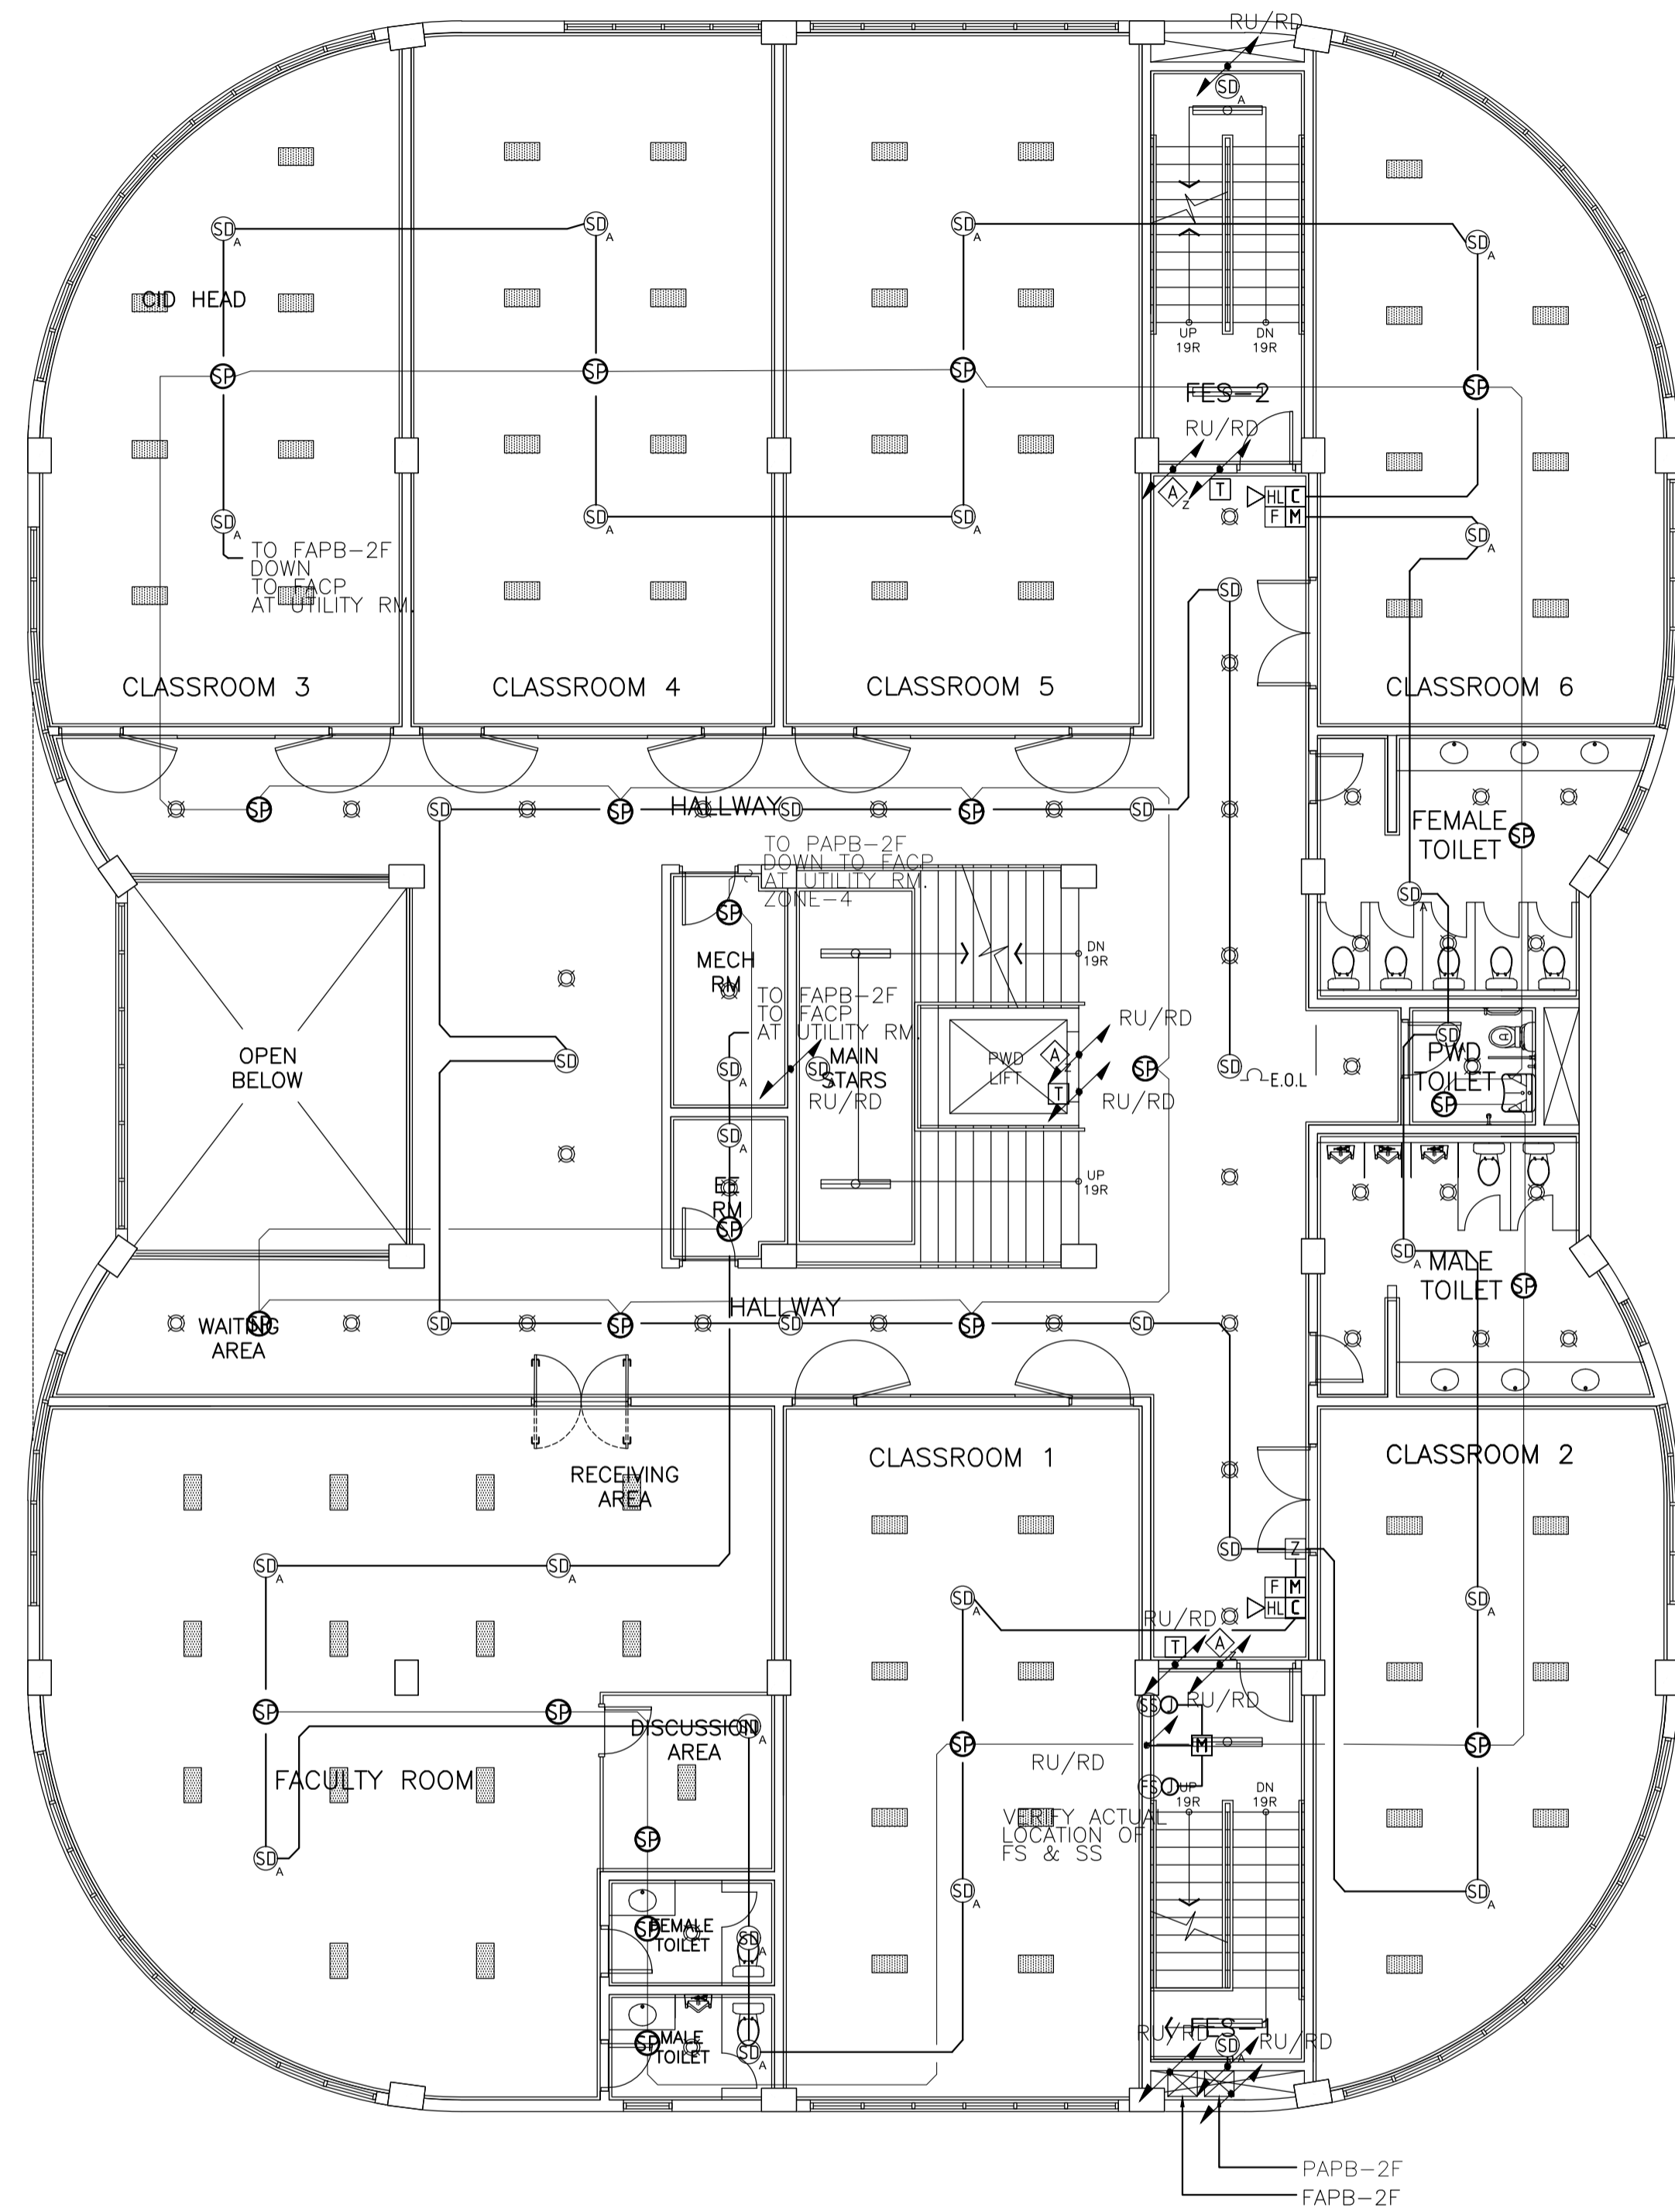 RU/RD
SD
A
SD
A
SD
A
SD
A
SD
A
CID HEAD
UP
19R
DN
19R
SP
SP
SP
SP
FES-2
RU/RD
A
Z
T
HL C
F M
SD
A
SD
A
SD
A
SD
A
TO FAPB-2F
DOWN
TO FACP
AT UTILITY RM.
SD
CLASSROOM 3
CLASSROOM 4
CLASSROOM 5
CLASSROOM 6
SP
SD
SP
HALLWAY
SD
SP
SD
FEMALE
TOILET
SP
TO PAPB-2F
DOWN TO FACP
AT UTILITY RM.
ZONE-4
SP
SD
A
DN
19R
MECH
RM
TO FAPB-2F
TO FACP
AT UTILITY RM.
RU/RD
OPEN
BELOW
SD
SD
A
SD
MAIN
STARS
PWD
LIFT
A
Z
T
SP
SD
E.O.L
SD
A
PWD
TOILET
SP
RU/RD
RU/RD
SD
A
EE
RM
SP
UP
19R
SD
A
MALE
TOILET
SP
WAITING
AREA
SP
SD
SP
HALLWAY
SD
SP
SD
RECEIVING
AREA
CLASSROOM 1
CLASSROOM 2
SD
A
SD
A
SD
Z
F M
HL C
SD
A
SD
A
RU/RD
T
A
Z
SS J
RU/RD
SP
SP
DISCUSSION
AREA
SD
A
SP
M
SP
RU/RD
FACULTY ROOM
FS J
UP
19R
DN
19R
VERIFY ACTUAL
LOCATION OF
FS & SS
SP
SD
A
SD
A
SD
A
SP
FEMALE
TOILET
SD
A
SP
MALE
TOILET
SD
A
FES-1
RU/RD
SD
A
RU/RD
PAPB-2F
FAPB-2F